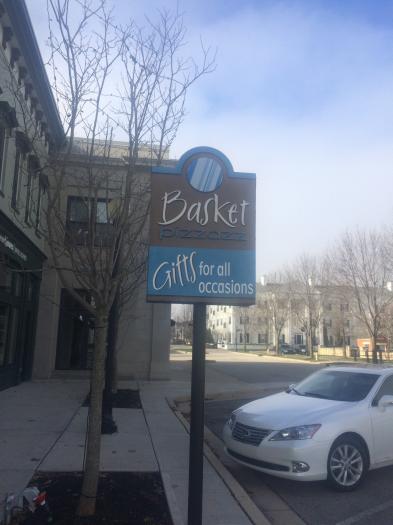 Basket
pizzazz
Gifts for all
occasions